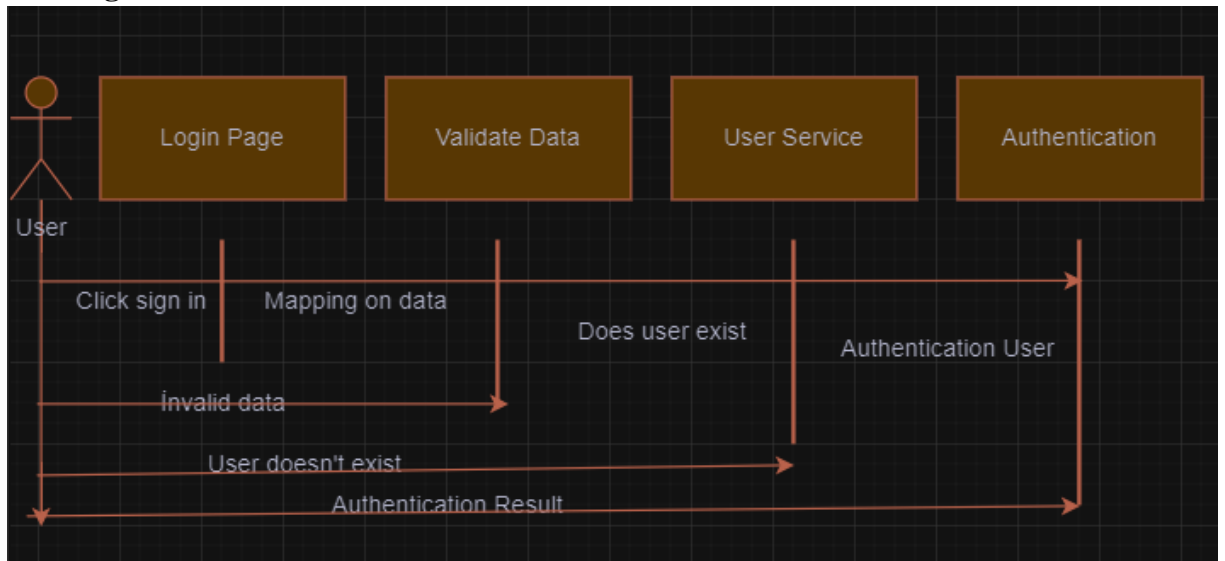 Login Page
Validate Data
User Service
Authentication
User
Click sign in
Mapping on data
Does user exist
Authentication User
İnvalid data
User doesn't exist
Authentication Result